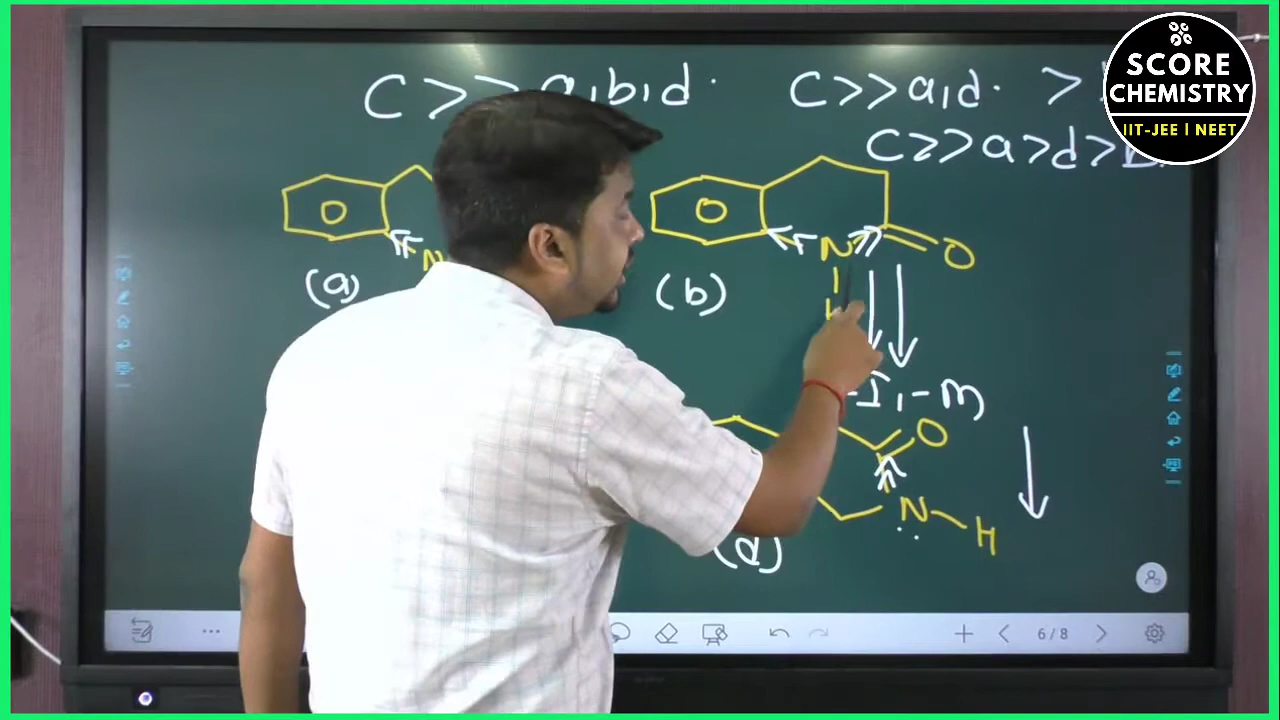 C >> a, b, d.
C >> a, d. >
C >> a > d >
SCORE
CHEMISTRY
IIT-JEE | NEET
N
(a)
O
N
H
O
(b)
-I, -M
O
N
H
(d)
6/8